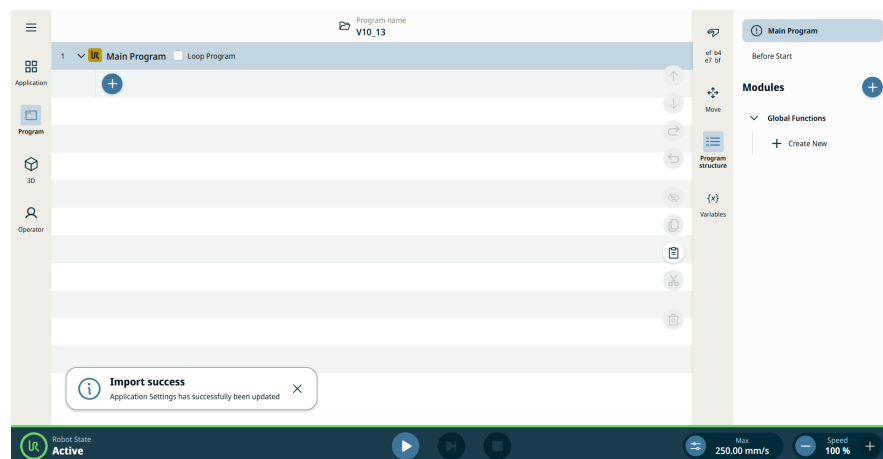 Program name
V10_13
1
Main Program
Loop Program
Application
Program
3D
Operator
ef b4
e7 bf
Move
Program
structure
{x}
Variables
Main Program
Before Start
Modules
Global Functions
Create New
Import success
Application Settings has successfully been updated
Robot State
Active
Max
250.00 mm/s
Speed
100 %